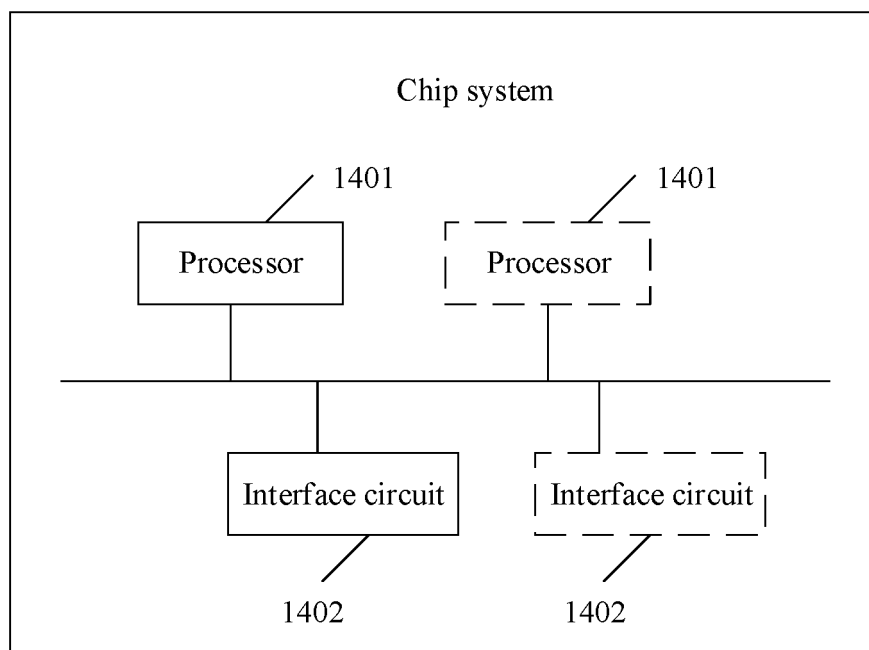 Chip system
1401
1401
Processor
Processor
Interface circuit
Interface circuit
1402
1402